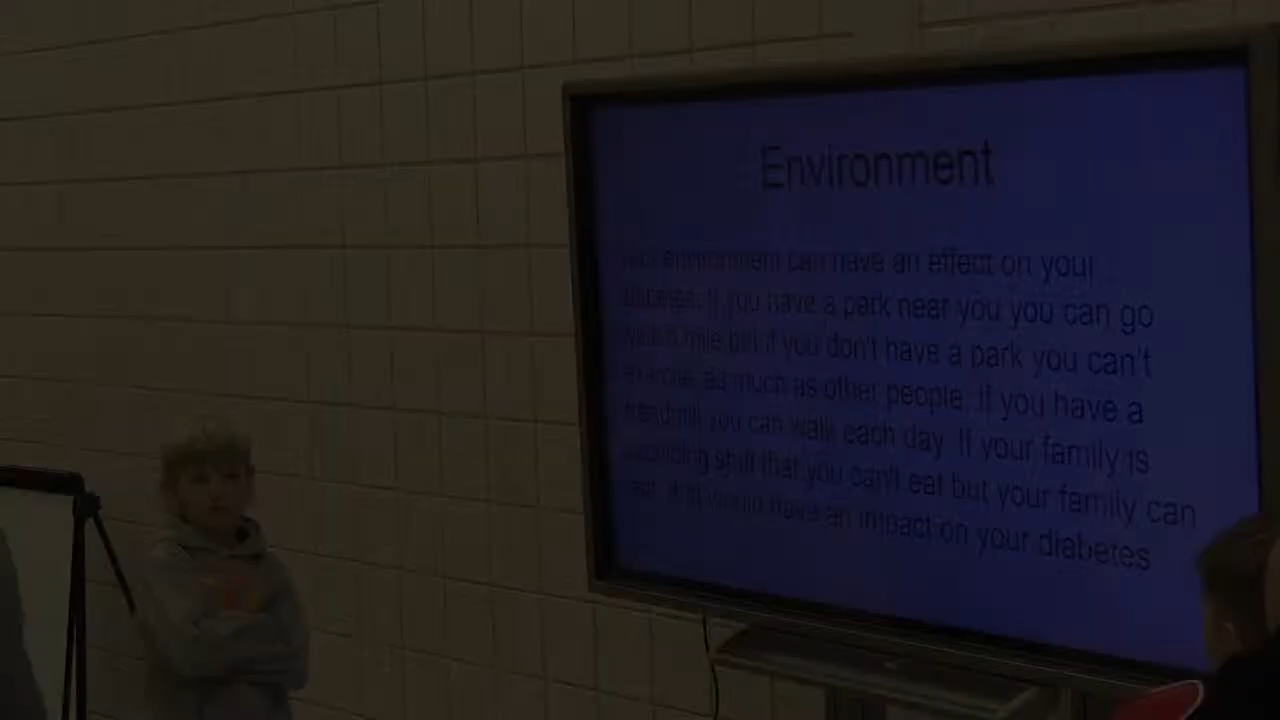 Environment
environment can have an effect on your
If you have a park near you you can go
mile but if you don't have a park you can't
as much as other people. If you have a
treadmill you can walk each day. If your family is
stuff that you can't eat but your family can
would have an impact on your diabetes